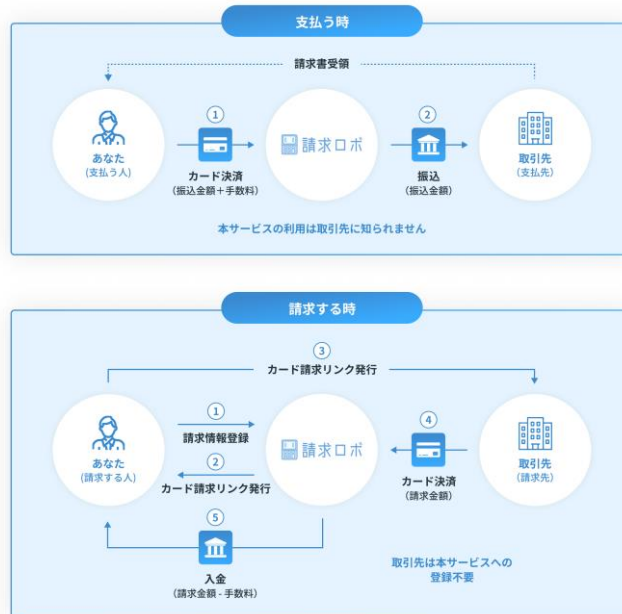 支払う時
請求書受領
①
②
あなた
(支払う人)
カード決済
(振込金額＋手数料)
請求ロボ
振込
(振込金額)
取引先
(支払先)
本サービスの利用は取引先に知られません
請求する時
③
カード請求リンク発行
①
請求情報登録
②
カード請求リンク発行
あなた
(請求する人)
請求ロボ
④
カード決済
(請求金額)
取引先
(請求先)
⑤
入金
(請求金額 - 手数料)
取引先は本サービスへの
登録不要